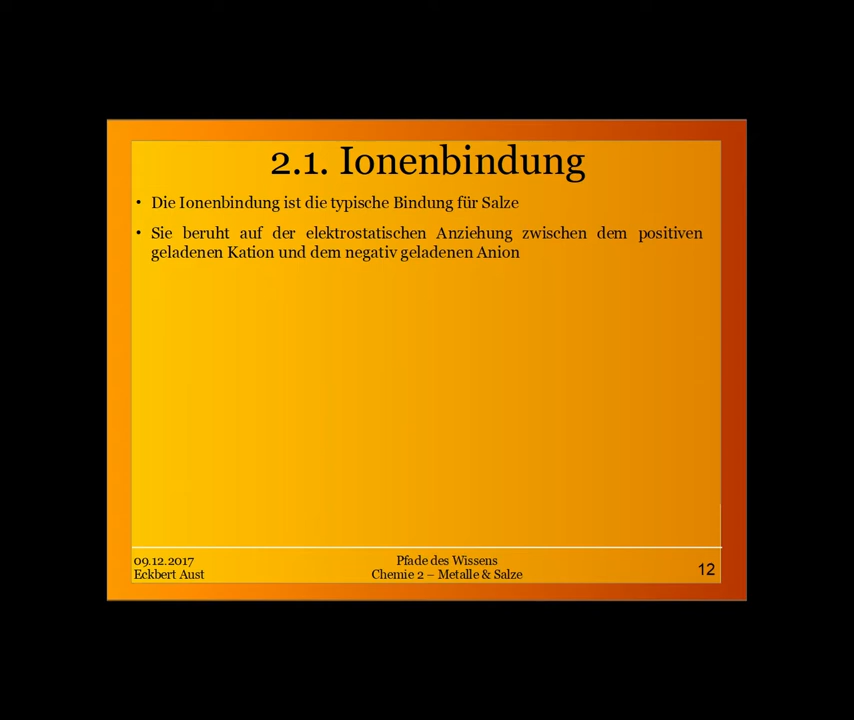 2.1. Ionenbindung
• Die Ionenbindung ist die typische Bindung für Salze
• Sie beruht auf der elektrostatischen Anziehung zwischen dem positiven
geladenen Kation und dem negativ geladenen Anion
09.12.2017
Eckbert Aust
Pfade des Wissens
Chemie 2 – Metalle & Salze
12